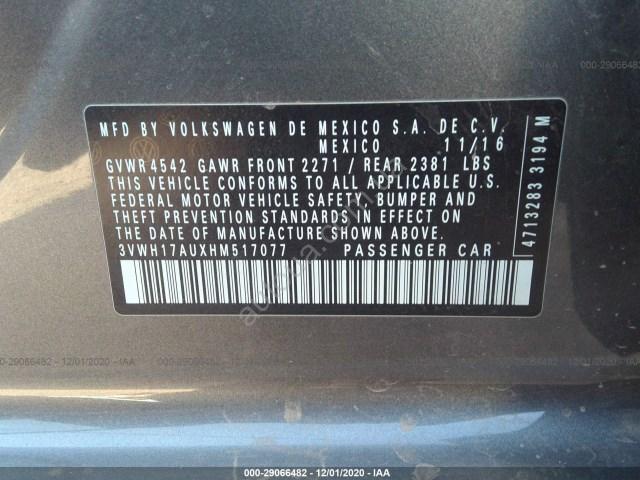 000-29066482 - 12/01/2020 - IAA
MFD BY VOLKSWAGEN DE MEXICO S.A. DE C.V.
MEXICO 11/16
GVWR 4542 GAWR FRONT 2271 / REAR 2381 LBS
THIS VEHICLE CONFORMS TO ALL APPLICABLE U.S.
FEDERAL MOTOR VEHICLE SAFETY, BUMPER AND
THEFT PREVENTION STANDARDS IN EFFECT ON
THE DATE OF MANUFACTURE SHOWN ABOVE
3VWH17AUXHM517077 PASSENGER CAR
4713283 3194 M
000-29066482 - 12/01/2020 - IAA
000-29066482 - 12/01/2020 - IAA
000-29066482 - 12/01/2020 - IAA